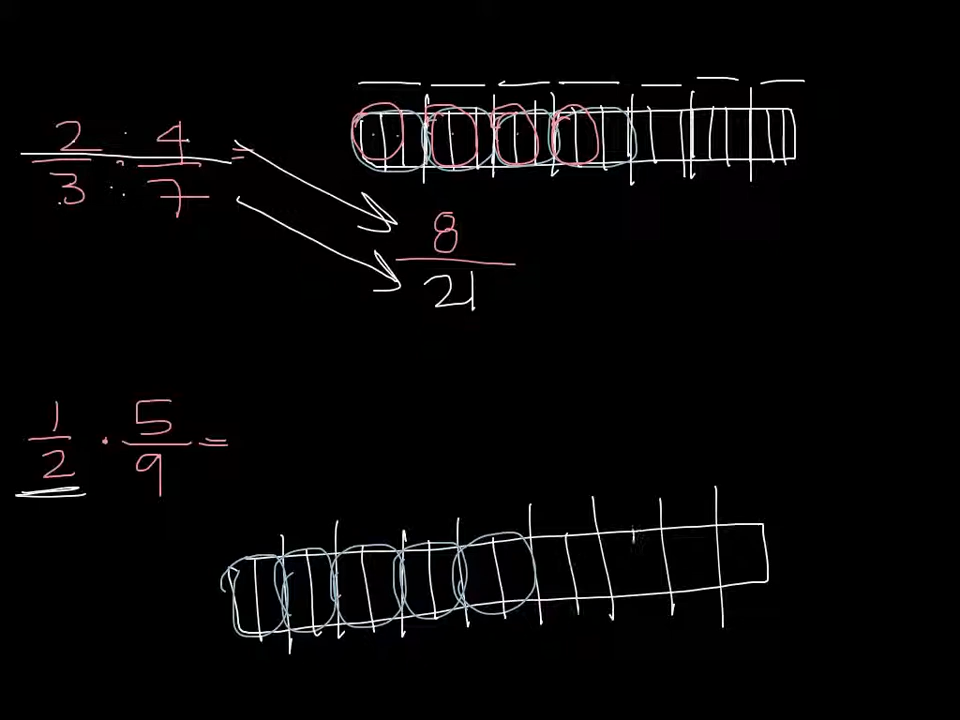 2/3 · 4/7 = 8/21
1/2 · 5/9 =